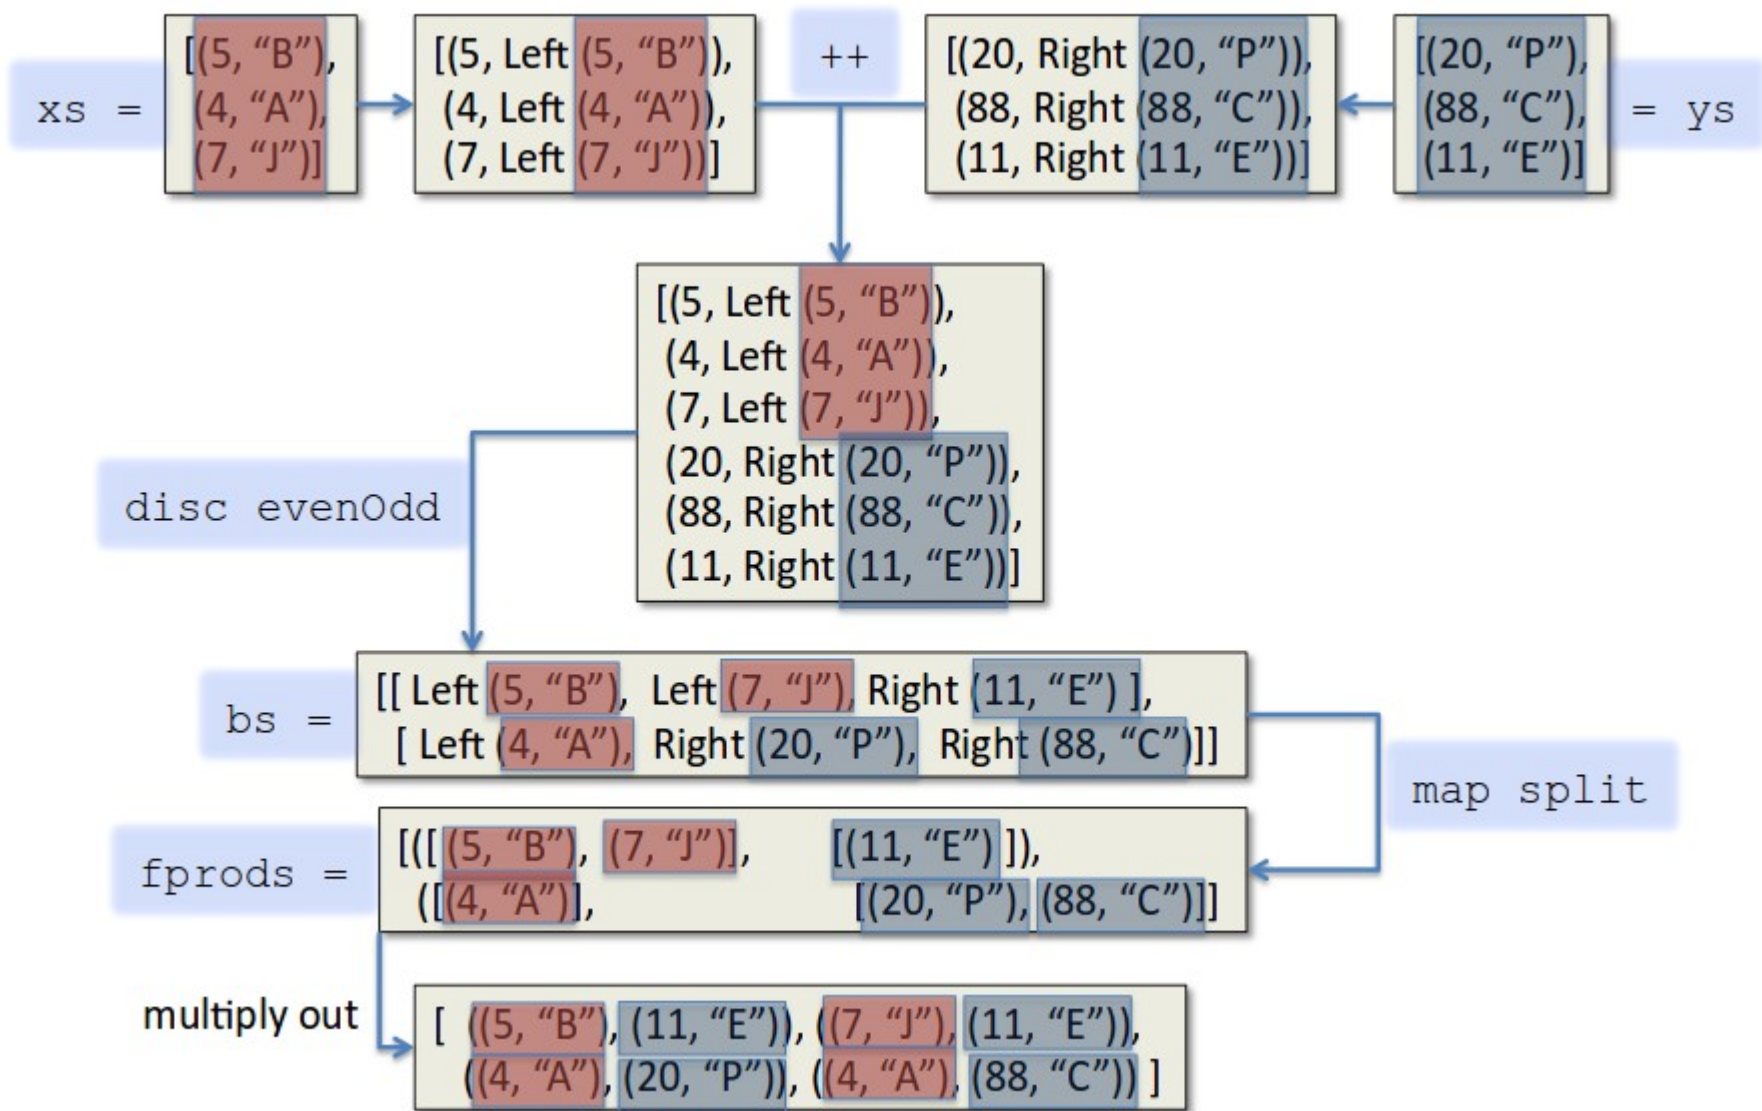 xs =
[(5, “B”),
(4, “A”),
(7, “J”)]
[(5, Left (5, “B”)),
(4, Left (4, “A”)),
(7, Left (7, “J”))]
++
[(20, Right (20, “P”)),
(88, Right (88, “C”)),
(11, Right (11, “E”))]
[(20, “P”),
(88, “C”),
(11, “E”)]
= ys
[(5, Left (5, “B”)),
(4, Left (4, “A”)),
(7, Left (7, “J”)),
(20, Right (20, “P”)),
(88, Right (88, “C”)),
(11, Right (11, “E”))]
disc evenOdd
bs =
[[ Left (5, “B”), Left (7, “J”), Right (11, “E”) ],
[ Left (4, “A”), Right (20, “P”), Right (88, “C”)]]
map split
fprods =
[([ (5, “B”), (7, “J”)], [(11, “E”) ]),
([(4, “A”)], [(20, “P”), (88, “C”)]]
multiply out
[ ((5, “B”), (11, “E”)), ((7, “J”), (11, “E”)),
((4, “A”), (20, “P”)), ((4, “A”), (88, “C”)) ]